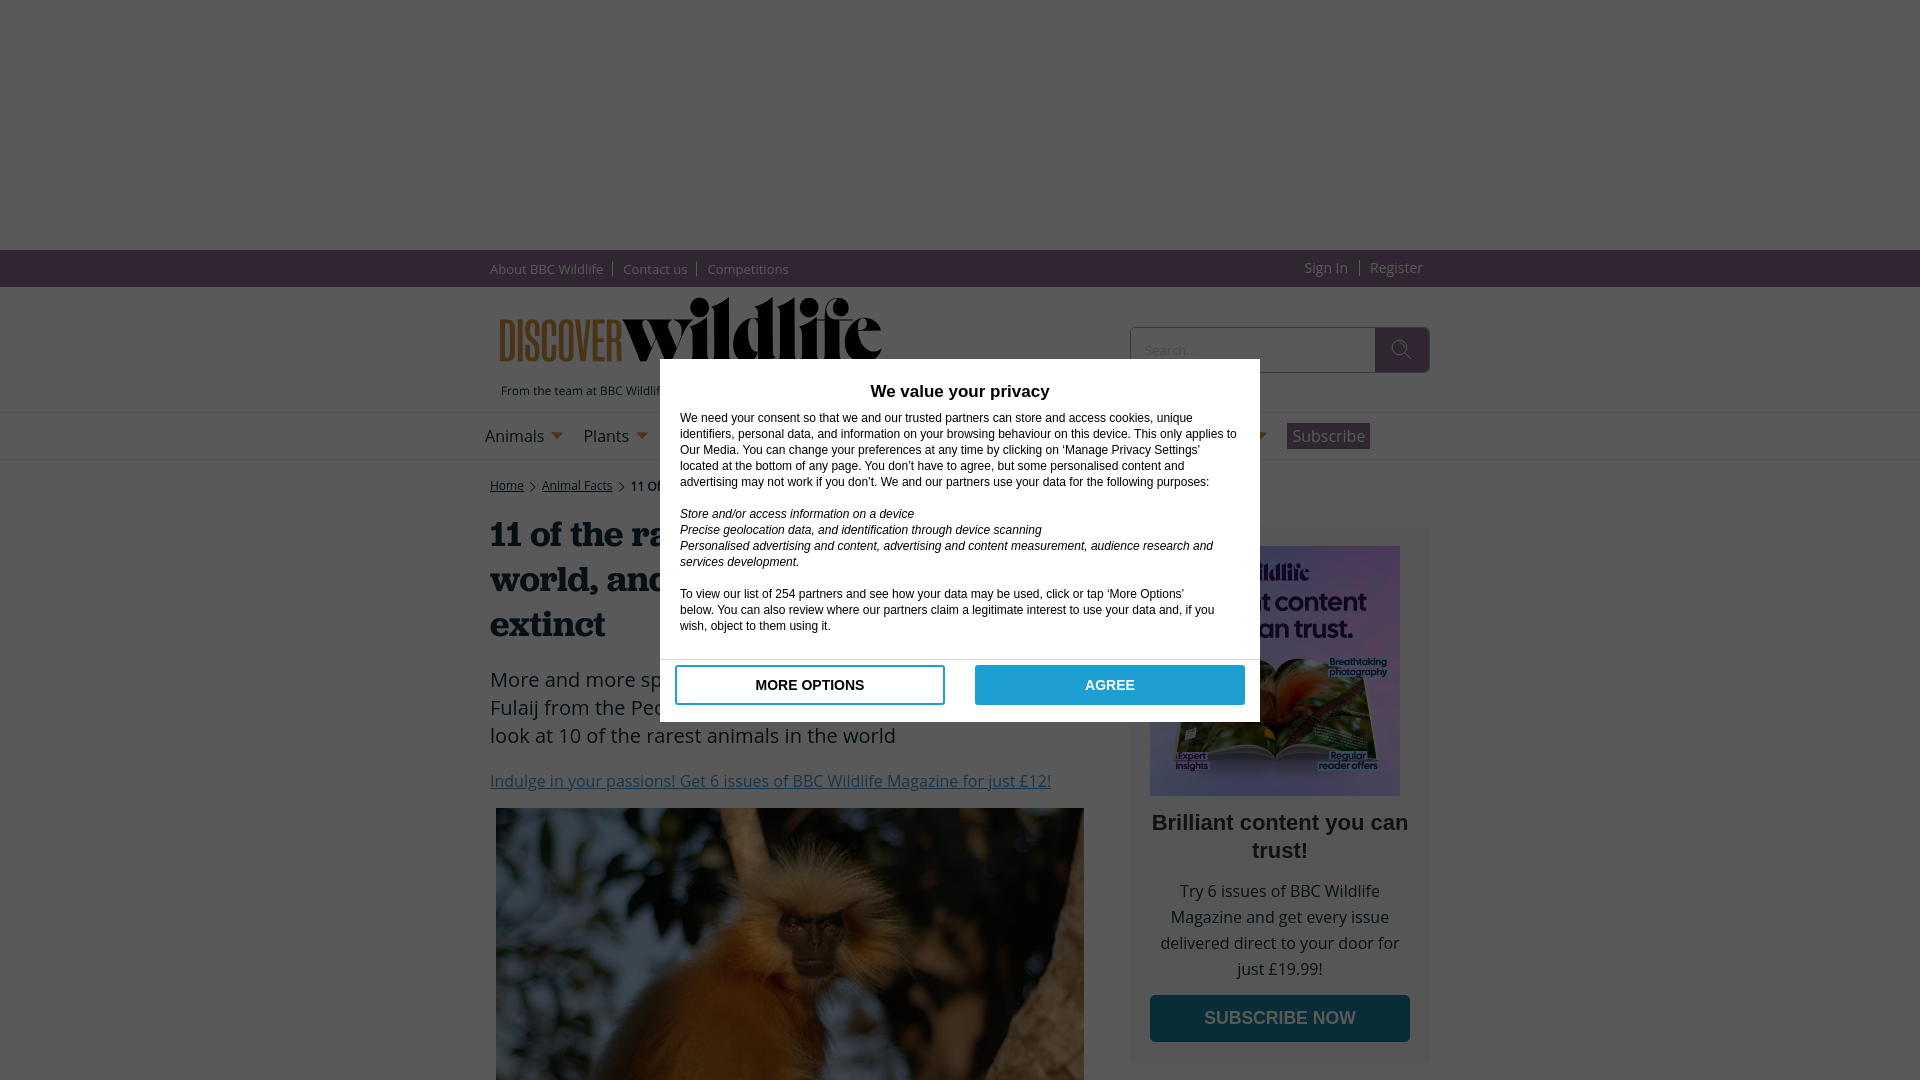 About BBC Wildlife
Contact us
Competitions
Sign In
Register
DISCOVER wildlife
From the team at BBC Wildlif
Search...
Animals
Plants
Subscribe
Home
Animal Facts
11 Of
11 of the ra
world, and
extinct
More and more sp
Fulaij from the Peo
look at 10 of the rarest animals in the world
Indulge in your passions! Get 6 issues of BBC Wildlife Magazine for just £12!
We value your privacy
We need your consent so that we and our trusted partners can store and access cookies, unique
identifiers, personal data, and information on your browsing behaviour on this device. This only applies to
Our Media. You can change your preferences at any time by clicking on ‘Manage Privacy Settings’
located at the bottom of any page. You don’t have to agree, but some personalised content and
advertising may not work if you don’t. We and our partners use your data for the following purposes:
Store and/or access information on a device
Precise geolocation data, and identification through device scanning
Personalised advertising and content, advertising and content measurement, audience research and
services development.
To view our list of 254 partners and see how your data may be used, click or tap ‘More Options’
below. You can also review where our partners claim a legitimate interest to use your data and, if you
wish, object to them using it.
MORE OPTIONS
AGREE
ldlife
t content
an trust.
Breathtaking
photography
Expert
insights
Regular
reader offers
Brilliant content you can
trust!
Try 6 issues of BBC Wildlife
Magazine and get every issue
delivered direct to your door for
just £19.99!
SUBSCRIBE NOW